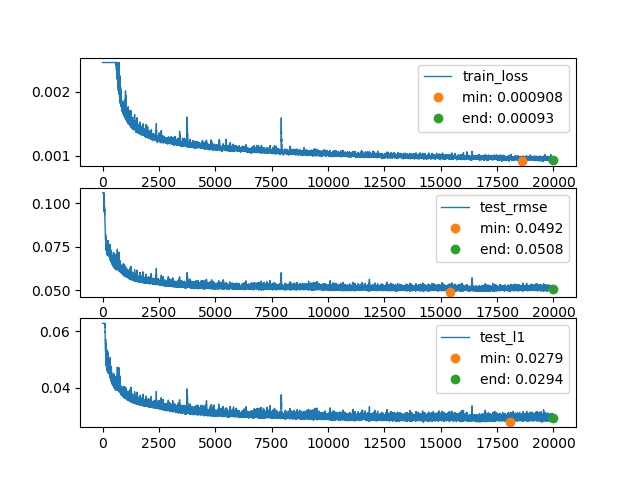 train_loss
min: 0.000908
end: 0.00093
0.002
0.001
0 2500 5000 7500 10000 12500 15000 17500 20000
test_rmse
min: 0.0492
end: 0.0508
0.100
0.075
0.050
0 2500 5000 7500 10000 12500 15000 17500 20000
test_l1
min: 0.0279
end: 0.0294
0.06
0.04
0 2500 5000 7500 10000 12500 15000 17500 20000